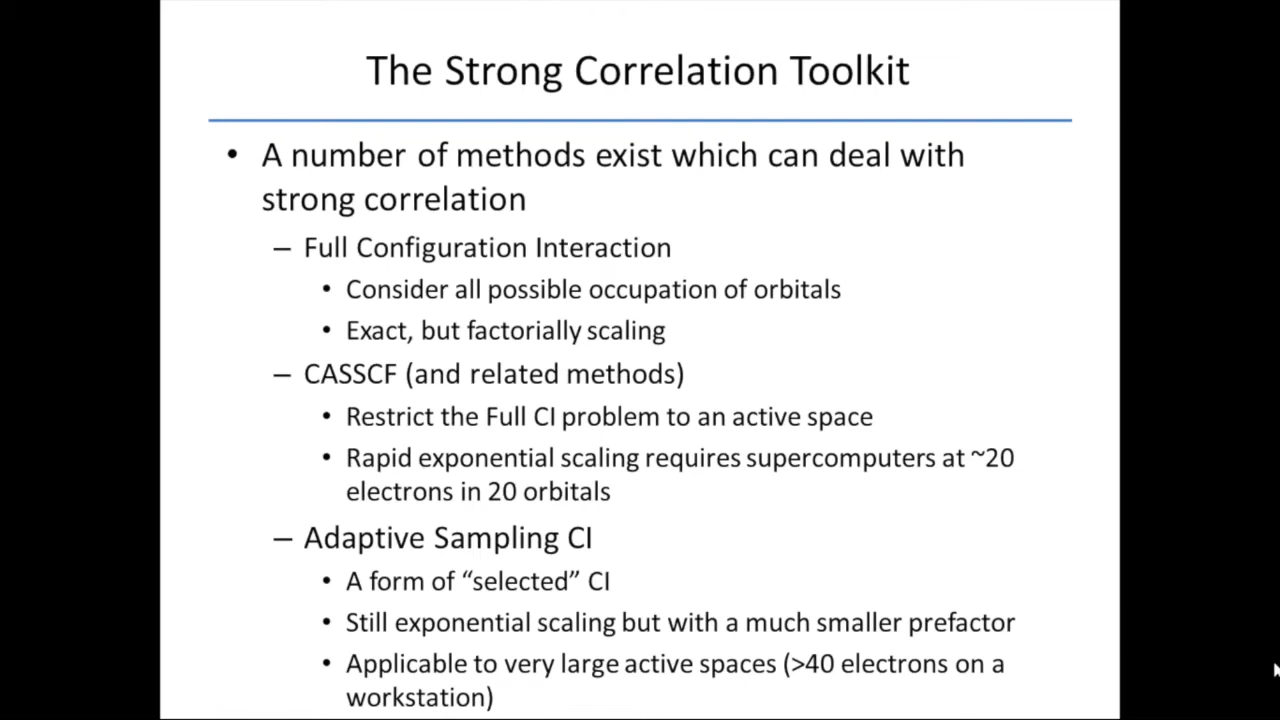 The Strong Correlation Toolkit
• A number of methods exist which can deal with
strong correlation
– Full Configuration Interaction
• Consider all possible occupation of orbitals
• Exact, but factorially scaling
– CASSCF (and related methods)
• Restrict the Full CI problem to an active space
• Rapid exponential scaling requires supercomputers at ~20
electrons in 20 orbitals
– Adaptive Sampling CI
• A form of “selected” CI
• Still exponential scaling but with a much smaller prefactor
• Applicable to very large active spaces (>40 electrons on a
workstation)